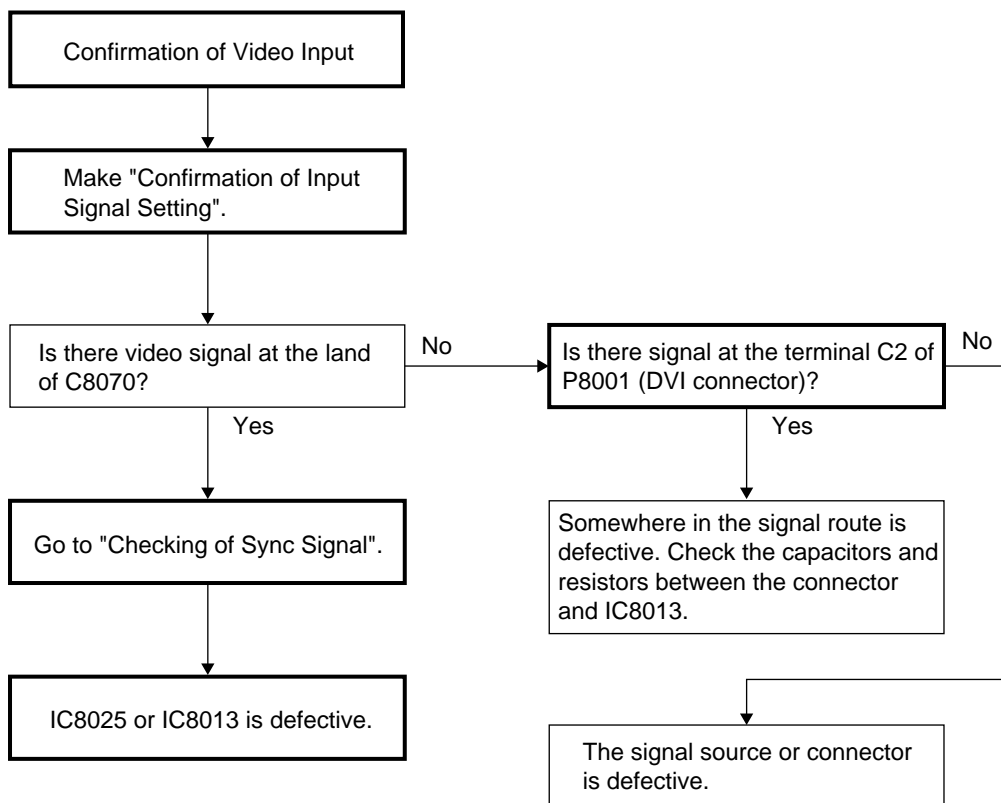 Confirmation of Video Input
Make "Confirmation of Input
Signal Setting".
Is there video signal at the land
of C8070?
No
Is there signal at the terminal C2 of
P8001 (DVI connector)?
No
Yes
Yes
Go to "Checking of Sync Signal".
Somewhere in the signal route is
defective. Check the capacitors and
resistors between the connector
and IC8013.
IC8025 or IC8013 is defective.
The signal source or connector
is defective.